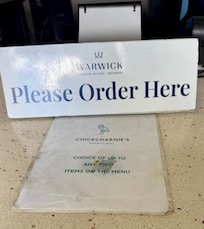 WARWICK
Please Order Here
CHICKCHARNIE'S
CHOICE OF UP TO
ANY TWO
ITEMS ON THE MENU